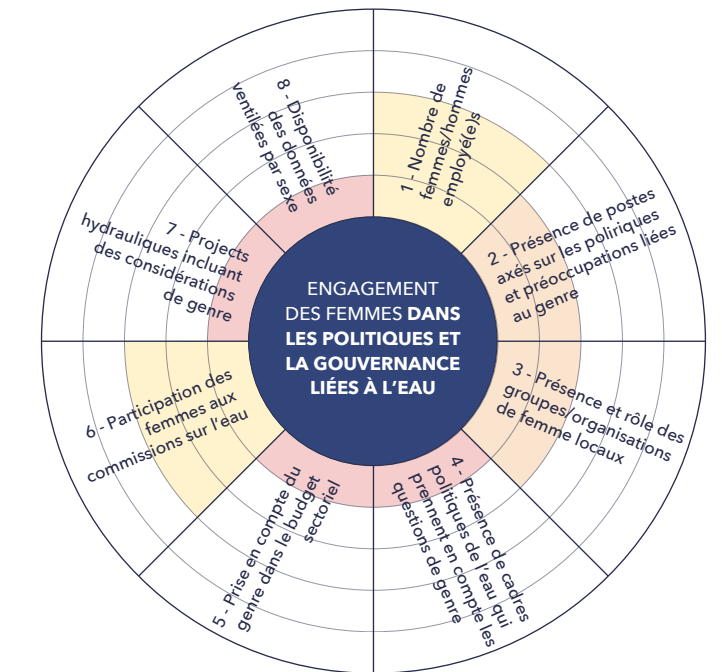 ENGAGEMENT
DES FEMMES DANS
LES POLITIQUES ET
LA GOUVERNANCE
LIÉES À L'EAU
1 - Nombre de
femmes/hommes
employé(e)s
2 - Présence de postes
axés sur les poliriques
et préoccupations liées
au genre
3 - Présence et rôle des
groupes/organisations
de femme locaux
4 - Présence de cadres
politiques de l'eau qui
prennent en compte les
questions de genre
5 - Prise en compte du
genre dans le budget
sectoriel
6 - Participation des
femmes aux
commissions sur l'eau
7 - Projects
hydrauliques incluant
des considérations
de genre
8 - Disponibilité
des données
ventilées par sexe